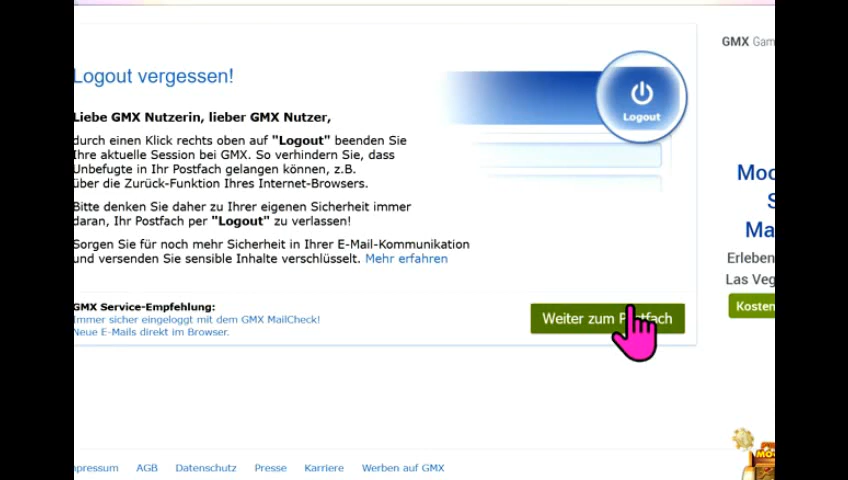 GMX Gam
Logout vergessen!
Logout
Liebe GMX Nutzerin, lieber GMX Nutzer,
durch einen Klick rechts oben auf "Logout" beenden Sie
Ihre aktuelle Session bei GMX. So verhindern Sie, dass
Unbefugte in Ihr Postfach gelangen können, z.B.
über die Zurück-Funktion Ihres Internet-Browsers.
Bitte denken Sie daher zu Ihrer eigenen Sicherheit immer
daran, Ihr Postfach per "Logout" zu verlassen!
Sorgen Sie für noch mehr Sicherheit in Ihrer E-Mail-Kommunikation
und versenden Sie sensible Inhalte verschlüsselt. Mehr erfahren
GMX Service-Empfehlung:
Immer sicher eingeloggt mit dem GMX MailCheck!
Neue E-Mails direkt im Browser.
Weiter zum Postfach
Moo
S
Ma
Erleben
Las Veg
Kosten
mpressum AGB Datenschutz Presse Karriere Werben auf GMX